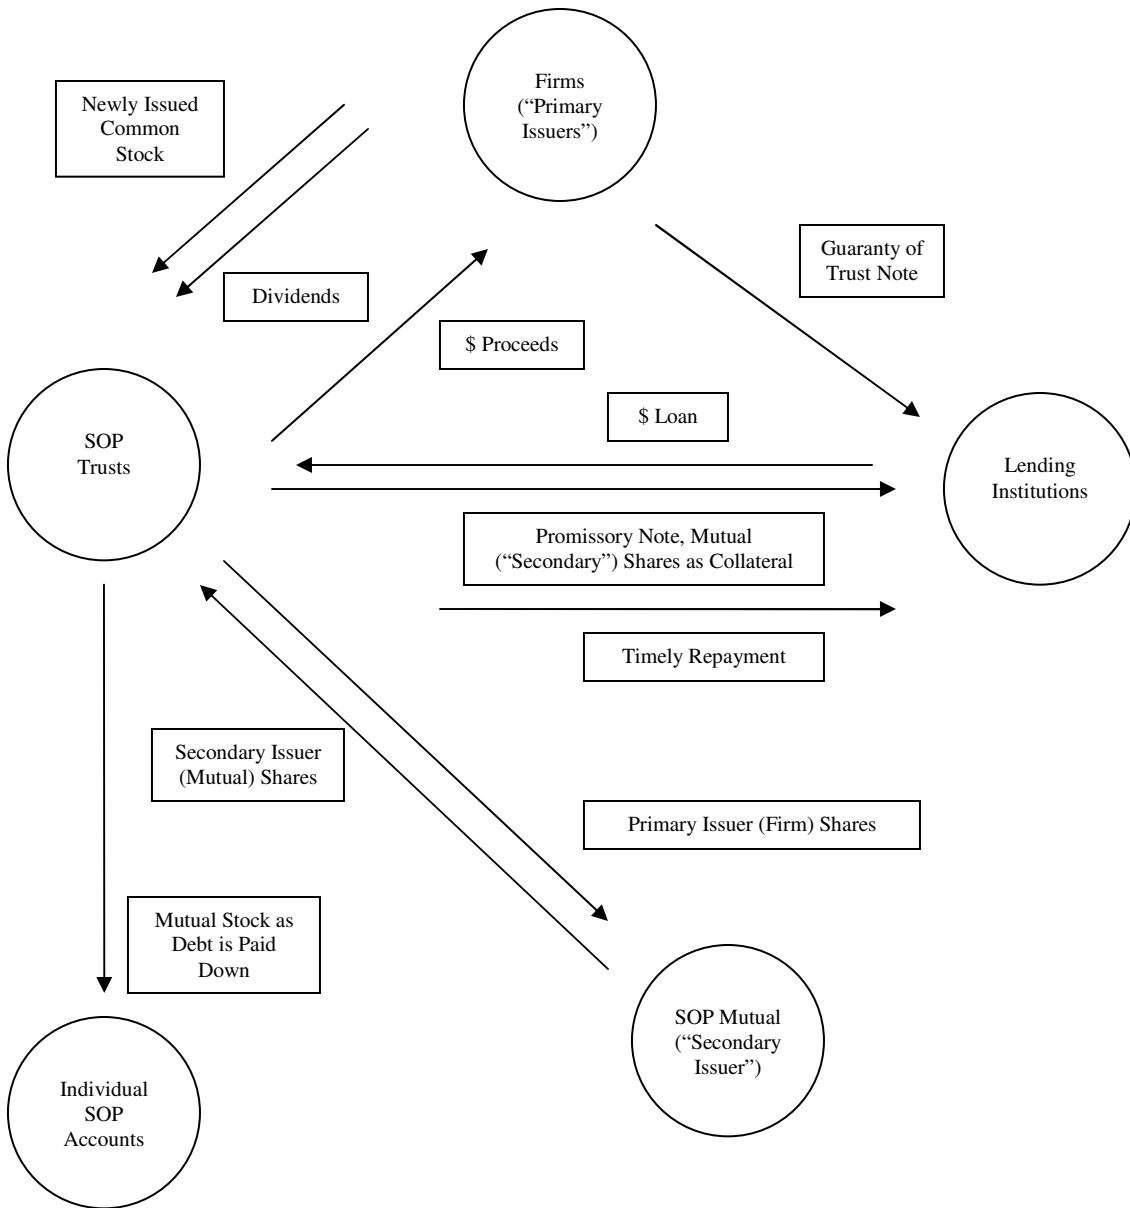 Firms
(“Primary
Issuers”)
Newly Issued
Common
Stock
Guaranty of
Trust Note
Dividends
$ Proceeds
$ Loan
SOP
Trusts
Lending
Institutions
Promissory Note, Mutual
(“Secondary”) Shares as Collateral
Timely Repayment
Secondary Issuer
(Mutual) Shares
Primary Issuer (Firm) Shares
Mutual Stock as
Debt is Paid
Down
SOP Mutual
(“Secondary
Issuer”)
Individual
SOP
Accounts